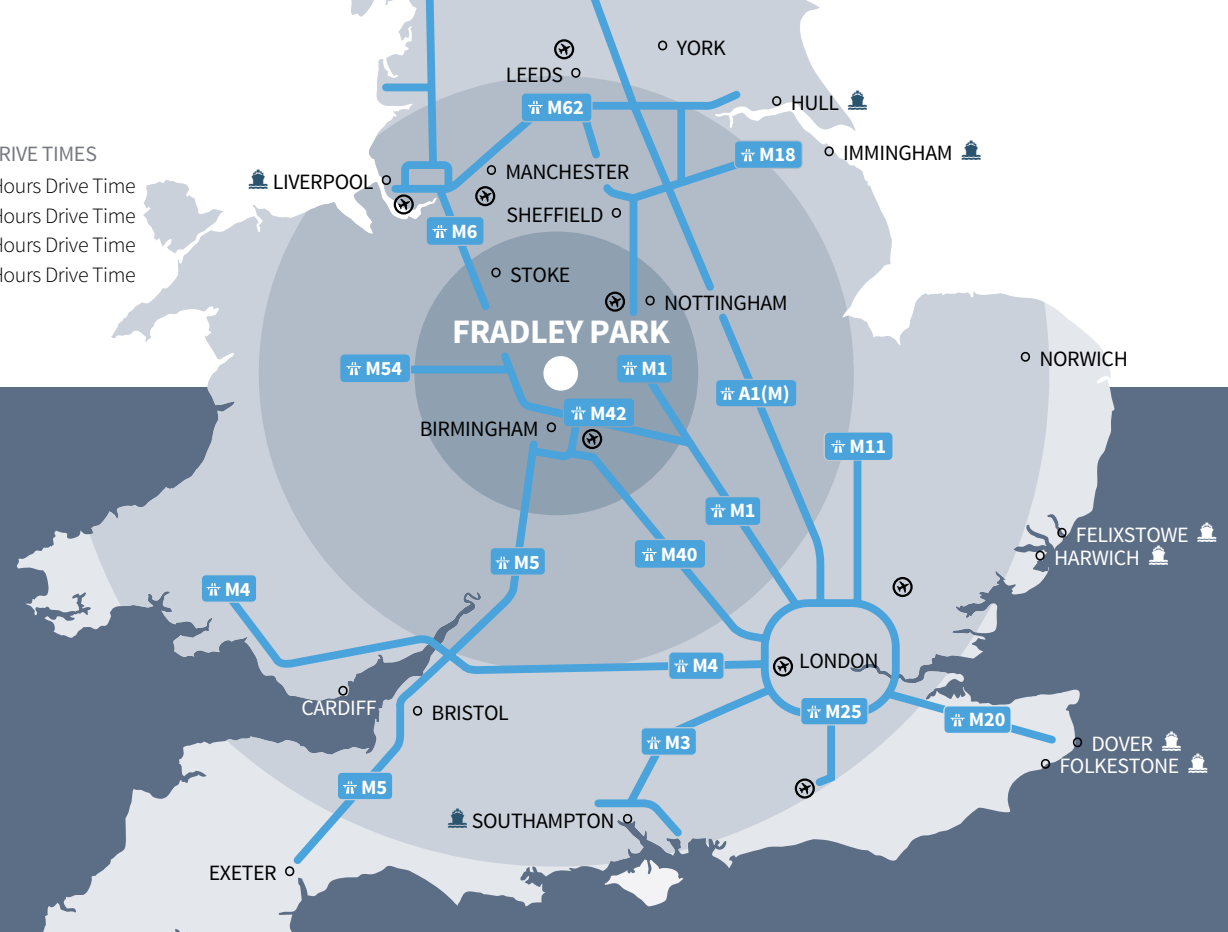 YORK
LEEDS
M62
HULL
RIVE TIMES
M18
IMMINGHAM
Hours Drive Time
LIVERPOOL
MANCHESTER
Hours Drive Time
SHEFFIELD
M6
Hours Drive Time
Hours Drive Time
STOKE
NOTTINGHAM
FRADLEY PARK
NORWICH
M54
M1
A1(M)
M42
BIRMINGHAM
M11
M1
FELIXSTOWE
M40
HARWICH
M5
M4
LONDON
M4
CARDIFF
BRISTOL
M25
M20
M3
DOVER
FOLKESTONE
M5
SOUTHAMPTON
EXETER